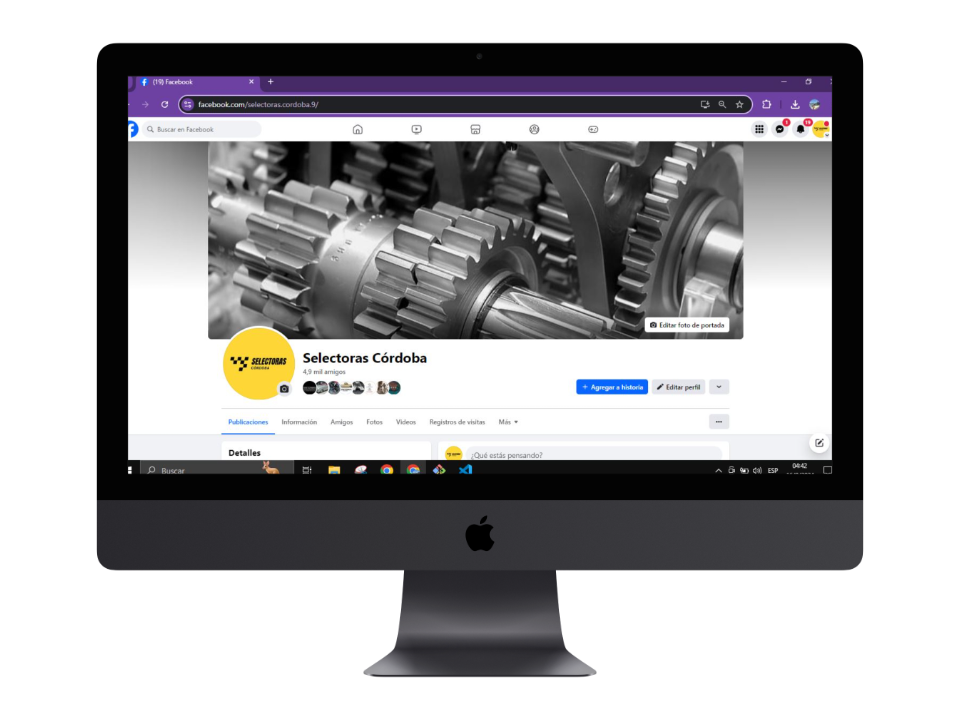 (19) Facebook
facebook.com/selectoras.cordoba.9/
Buscar en Facebook
Editar foto de portada
SELECTORAS
CÓRDOBA
Selectoras Córdoba
4,9 mil amigos
+ Agregar a historia
Editar perfil
Publicaciones Información Amigos Fotos Videos Registros de visitas Más
Detalles
¿Qué estás pensando?
Buscar
ESP
04:42